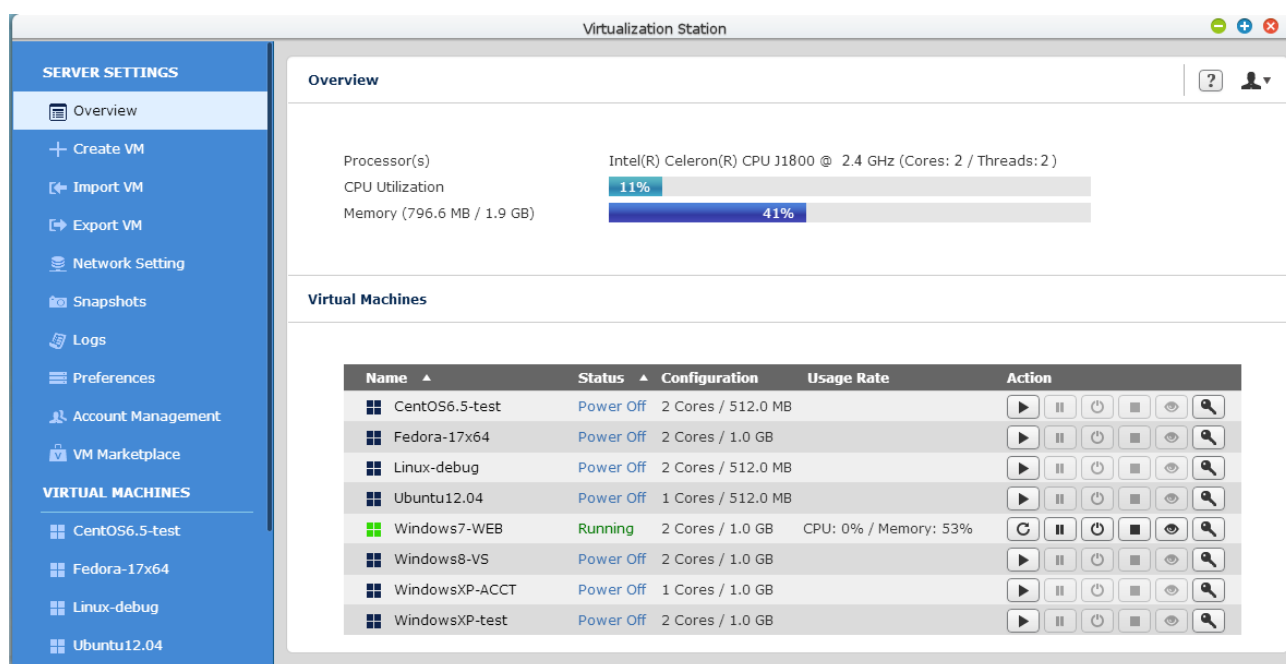 Virtualization Station
SERVER SETTINGS
Overview
Create VM
Import VM
Export VM
Network Setting
Snapshots
Logs
Preferences
Account Management
VM Marketplace
VIRTUAL MACHINES
CentOS6.5-test
Fedora-17x64
Linux-debug
Ubuntu12.04
Overview ?
Processor(s) Intel(R) Celeron(R) CPU J1800 @ 2.4 GHz (Cores: 2 / Threads: 2)
CPU Utilization 11%
Memory (796.6 MB / 1.9 GB) 41%
Virtual Machines
Name Status Configuration Usage Rate Action
CentOS6.5-test Power Off 2 Cores / 512.0 MB
Fedora-17x64 Power Off 2 Cores / 1.0 GB
Linux-debug Power Off 2 Cores / 512.0 MB
Ubuntu12.04 Power Off 1 Cores / 512.0 MB
Windows7-WEB Running 2 Cores / 1.0 GB CPU: 0% / Memory: 53%
Windows8-VS Power Off 2 Cores / 1.0 GB
WindowsXP-ACCT Power Off 1 Cores / 1.0 GB
WindowsXP-test Power Off 2 Cores / 1.0 GB